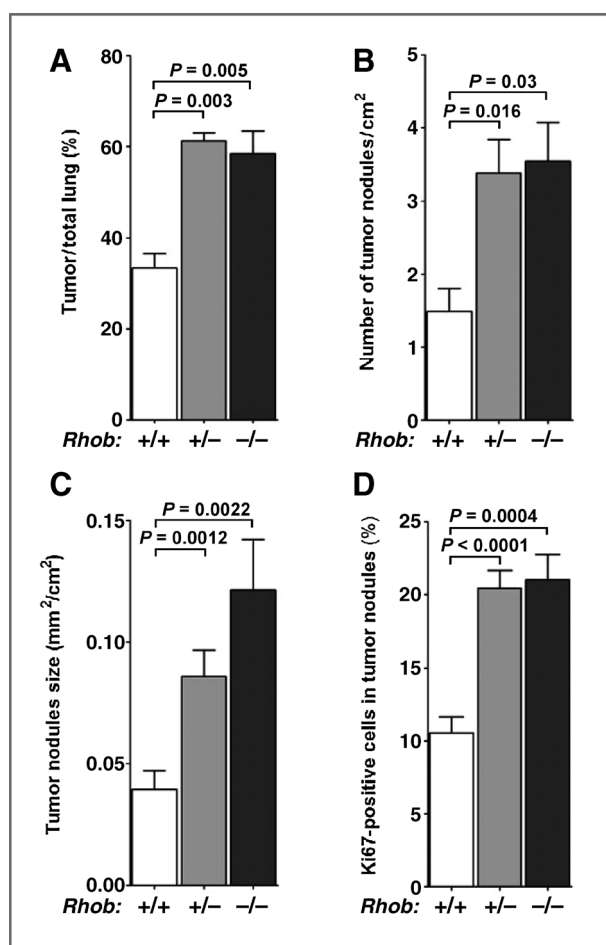 A
Tumor/total lung (%)
80
60
40
20
0
P = 0.005
P = 0.003
Rhob: +/+ +/− −/−
B
Number of tumor nodules/cm²
5
4
3
2
1
0
P = 0.03
P = 0.016
Rhob: +/+ +/− −/−
C
Tumor nodules size (mm²/cm²)
0.15
0.10
0.05
0.00
P = 0.0022
P = 0.0012
Rhob: +/+ +/− −/−
D
Ki67-positive cells in tumor nodules (%)
25
20
15
10
5
0
P = 0.0004
P < 0.0001
Rhob: +/+ +/− −/−